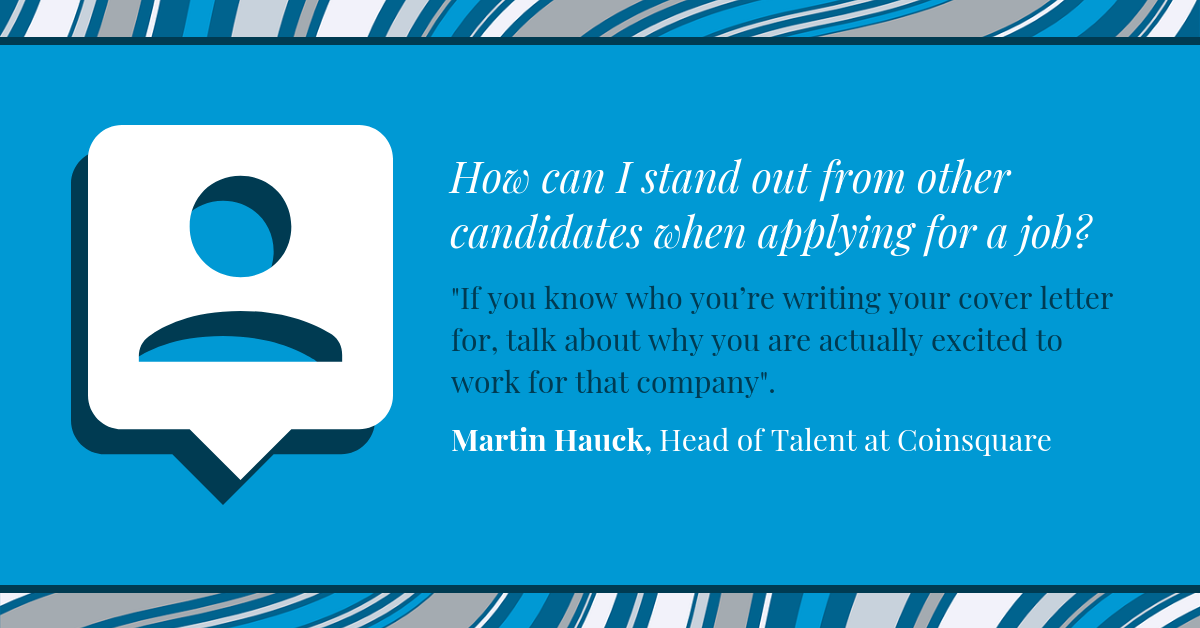 How can I stand out from other
candidates when applying for a job?
"If you know who you’re writing your cover letter
for, talk about why you are actually excited to
work for that company".
Martin Hauck, Head of Talent at Coinsquare